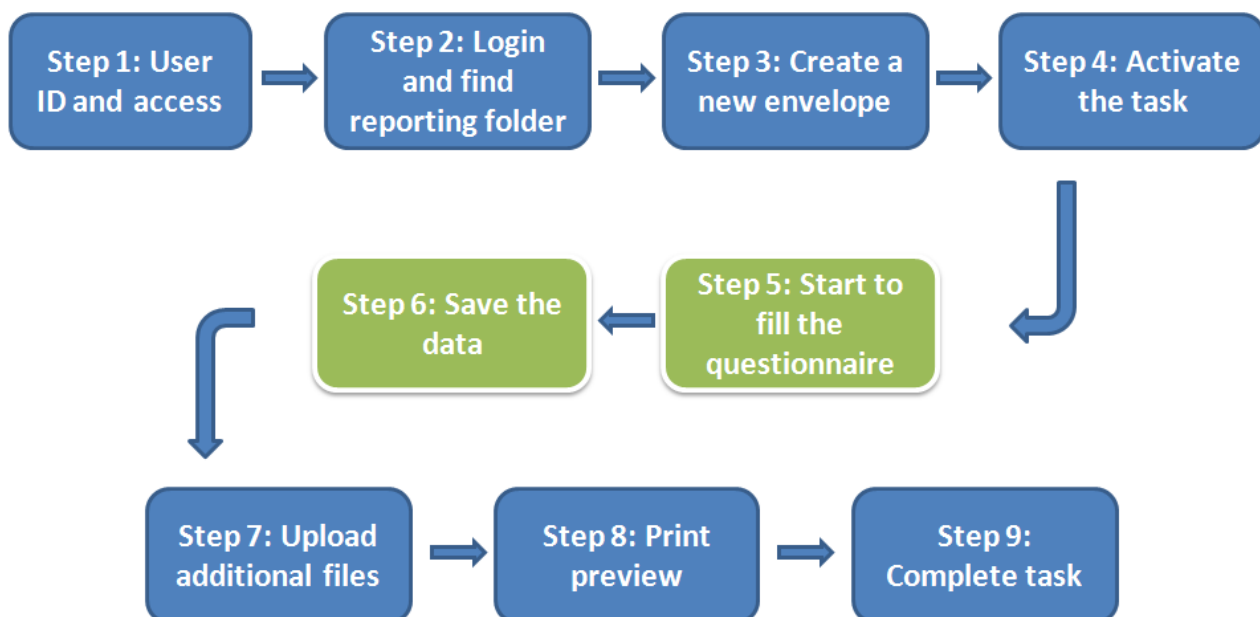 Step 1: User
ID and access
Step 2: Login
and find
reporting folder
Step 3: Create a
new envelope
Step 4: Activate
the task
Step 5: Start to
fill the
questionnaire
Step 6: Save the
data
Step 7: Upload
additional files
Step 8: Print
preview
Step 9:
Complete task